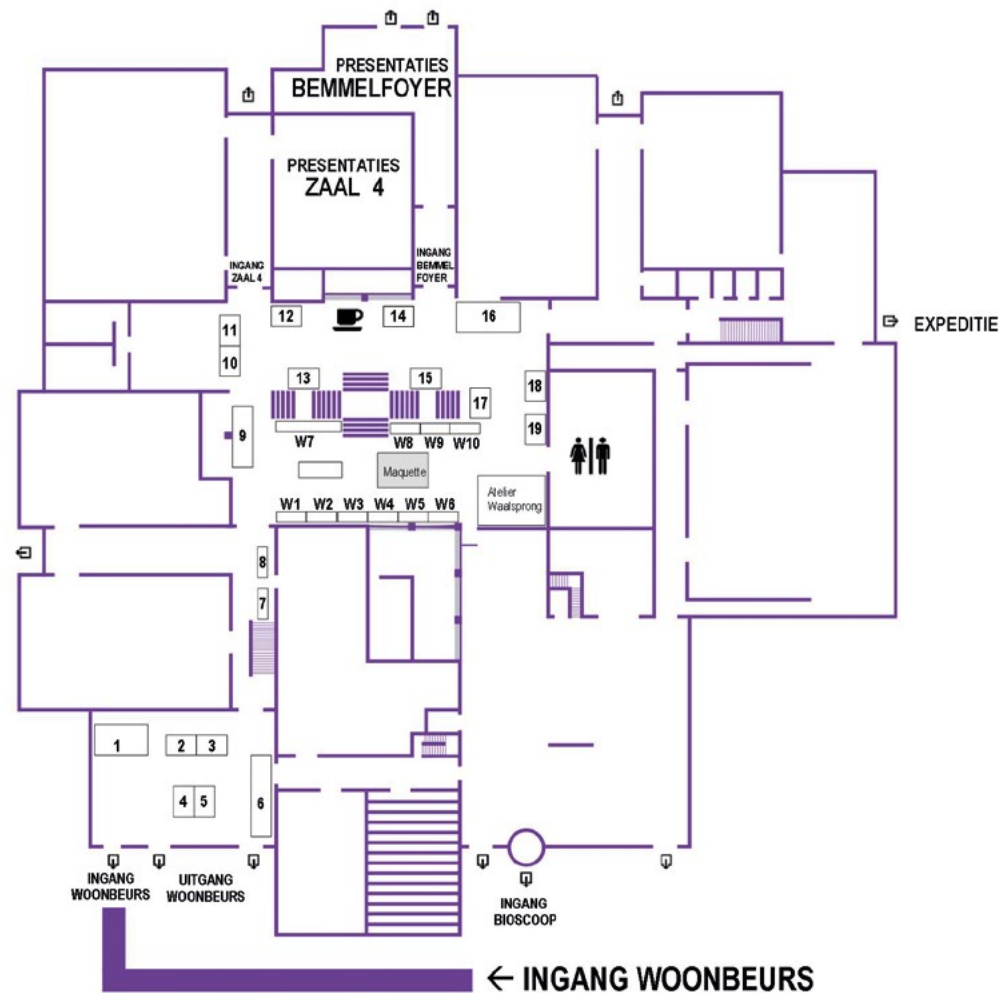 PRESENTATIES
BEMMELFOYER
PRESENTATIES
ZAAL 4
INGANG
ZAAL 4
INGANG
BEMMEL
FOYER
12
14
16
11
10
EXPEDITIE
13
15
17
18
19
9
W7
W8
W9
W10
Maquette
Atelier
Waalsprong
W1
W2
W3
W4
W5
W6
8
7
1
2
3
4
5
6
INGANG
WOONBEURS
UITGANG
WOONBEURS
INGANG
BIOSCOOP
← INGANG WOONBEURS